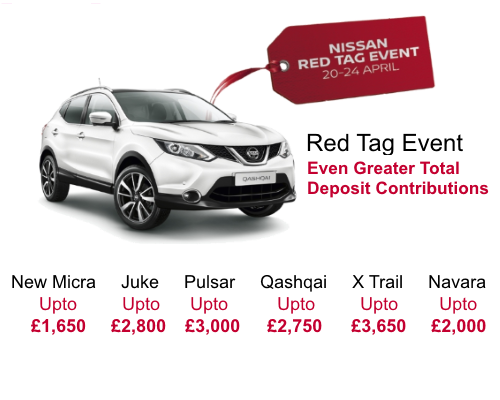 NISSAN
RED TAG EVENT
20-24 APRIL
Red Tag Event
Even Greater Total
Deposit Contributions
QASHQAI
New Micra Juke Pulsar Qashqai X Trail Navara
Upto Upto Upto Upto Upto Upto
£1,650 £2,800 £3,000 £2,750 £3,650 £2,000